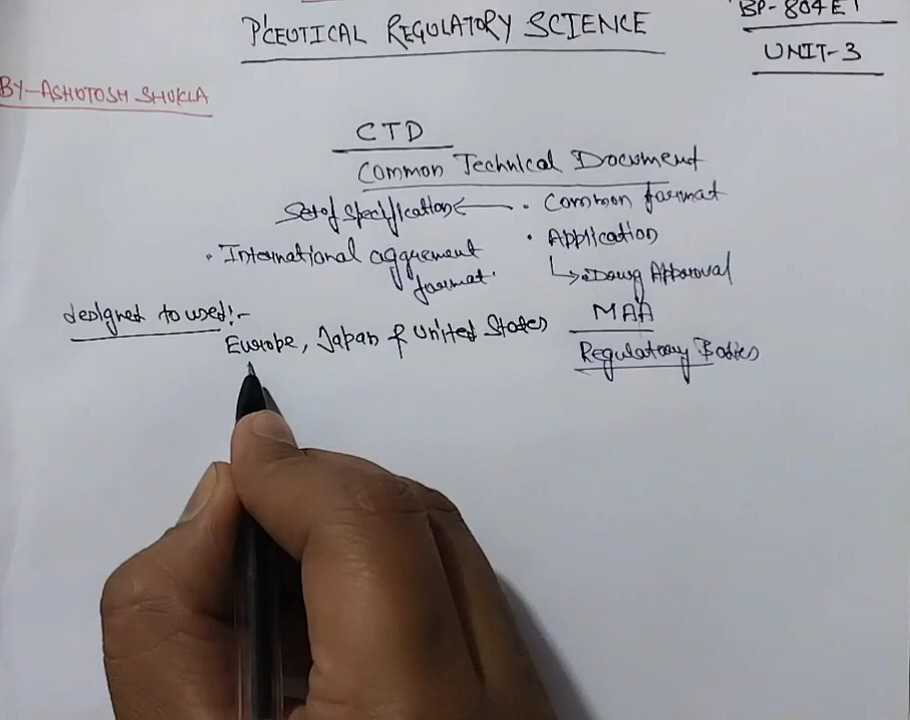 P'CEUTICAL REGULATORY SCIENCE
BP-804ET
UNIT-3
BY-ASHUTOSH SHUKLA
CTD
Common Technical Document
Set of Specification ← • Common format
• International aggrement format.
• Application
↳ Drug Approval
MAA
Regulatory Bodies
designed to used:-
Europe, Japan & United States